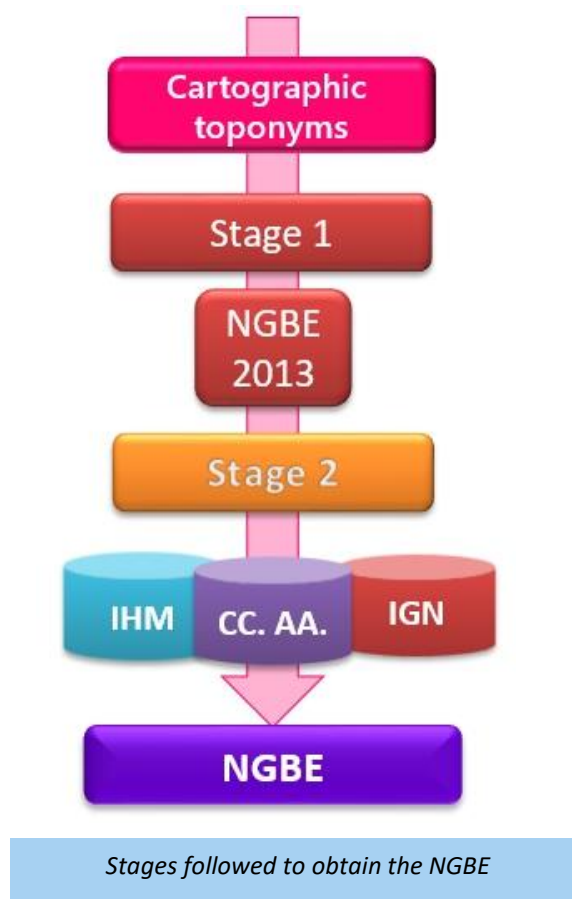 Cartographic
toponyms
Stage 1
NGBE
2013
Stage 2
IHM
CC. AA.
IGN
NGBE
Stages followed to obtain the NGBE